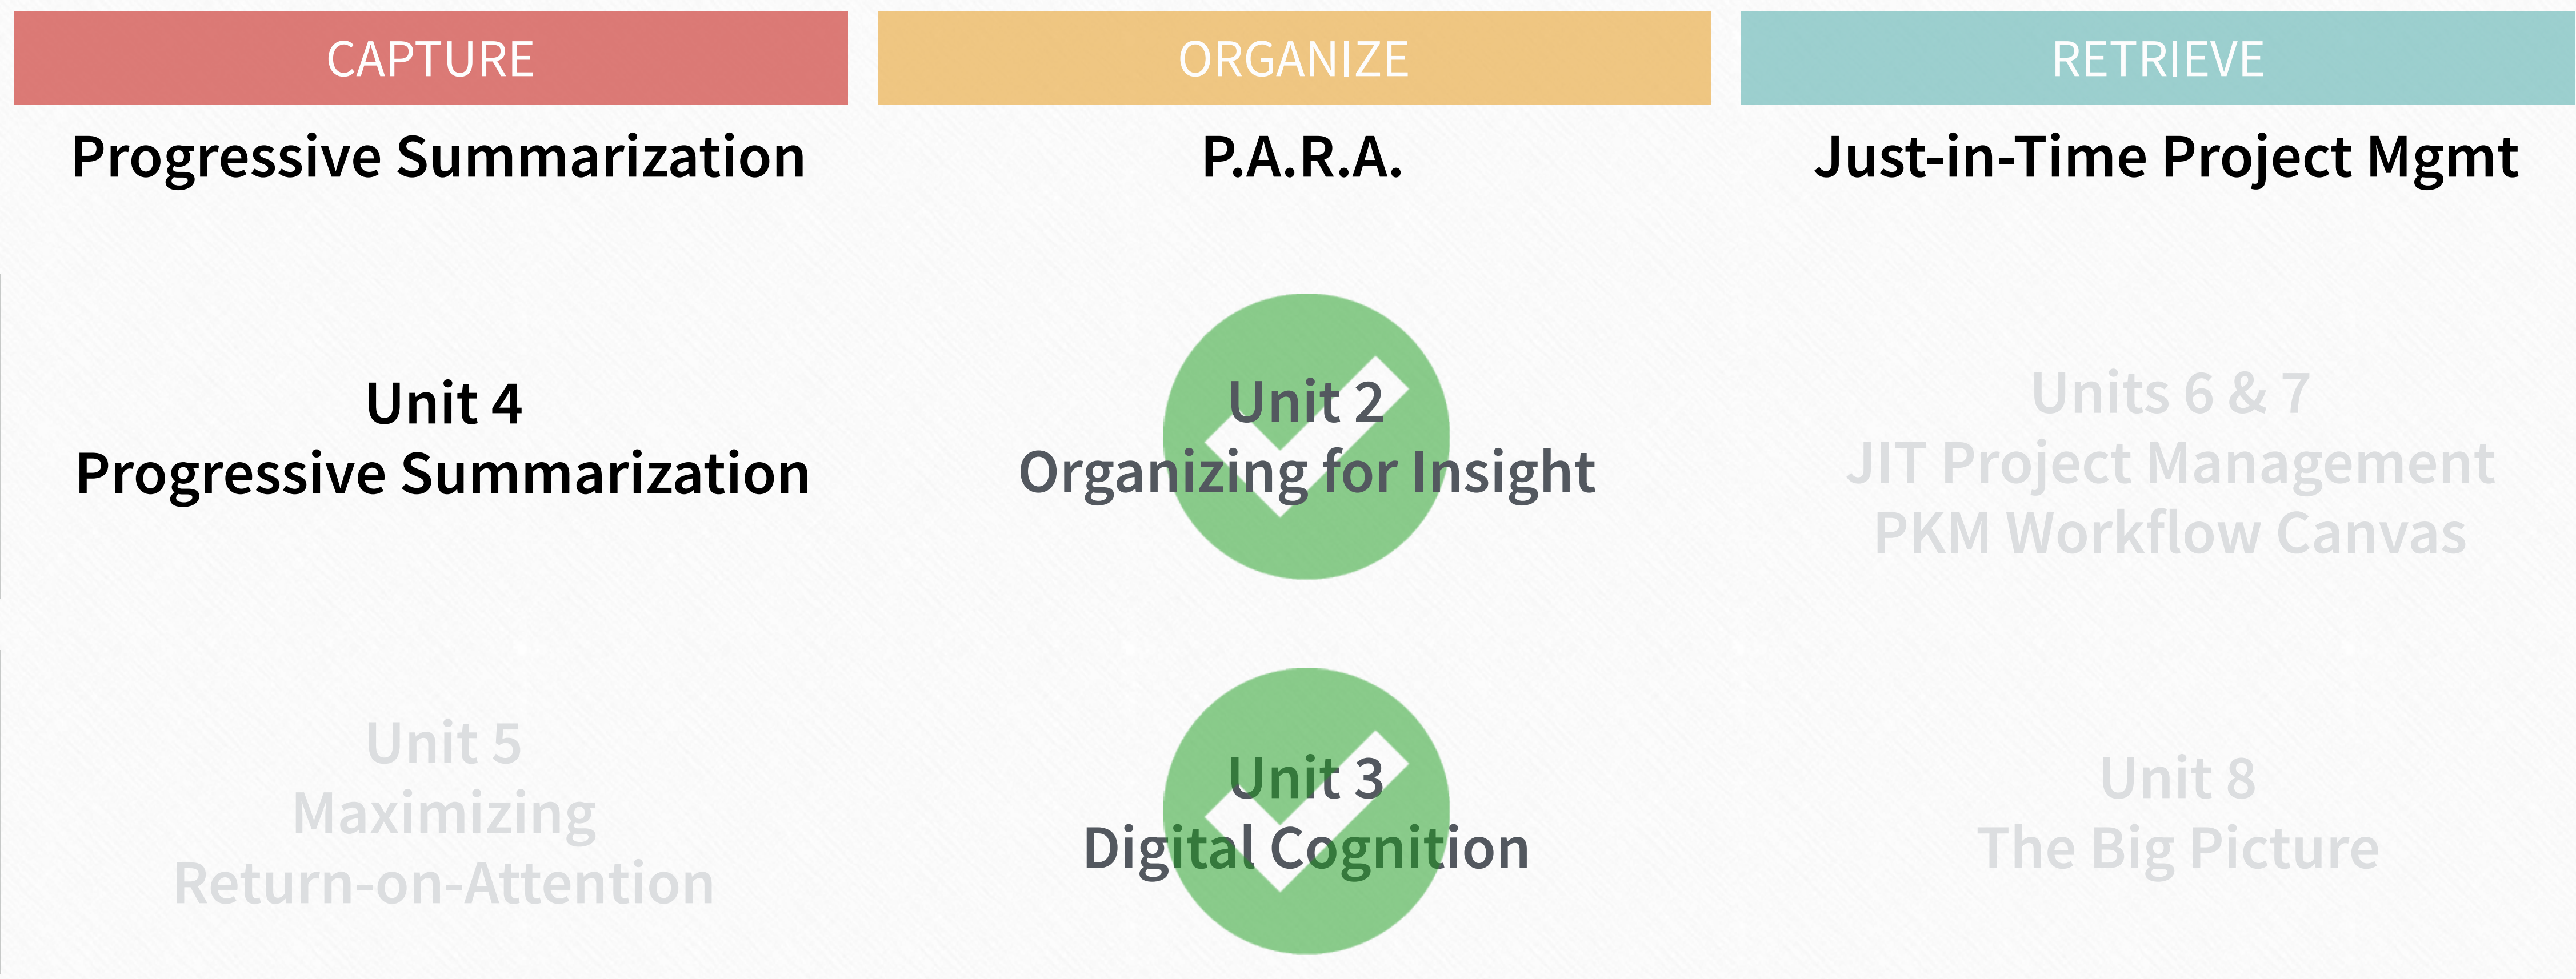 CAPTURE
ORGANIZE
RETRIEVE
Progressive Summarization
P.A.R.A.
Just-in-Time Project Mgmt
Unit 4
Progressive Summarization
Unit 2
Organizing for Insight
Units 6 & 7
JIT Project Management
PKM Workflow Canvas
Unit 5
Maximizing
Return-on-Attention
Unit 3
Digital Cognition
Unit 8
The Big Picture